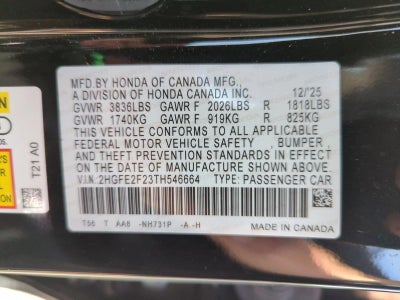 MFD.BY HONDA OF CANADA MFG.,
A DIVISION OF HONDA CANADA INC. 12/'25
GVWR 3836LBS GAWR F 2026LBS R 1818LBS
GVWR 1740KG GAWR F 919KG R 825KG
THIS VEHICLE CONFORMS TO ALL APPLICABLE
FEDERAL MOTOR VEHICLE SAFETY , BUMPER ,
AND THEFT PREVENTION STANDARDS IN EFFECT
ON THE DATE OF MANUFACTURE SHOWN ABOVE.
VIN: 2HGFE2F23TH546664 TYPE: PASSENGER CAR
T56 T AA6 -NH731P -A -H MADE IN CANADA
T21 A0